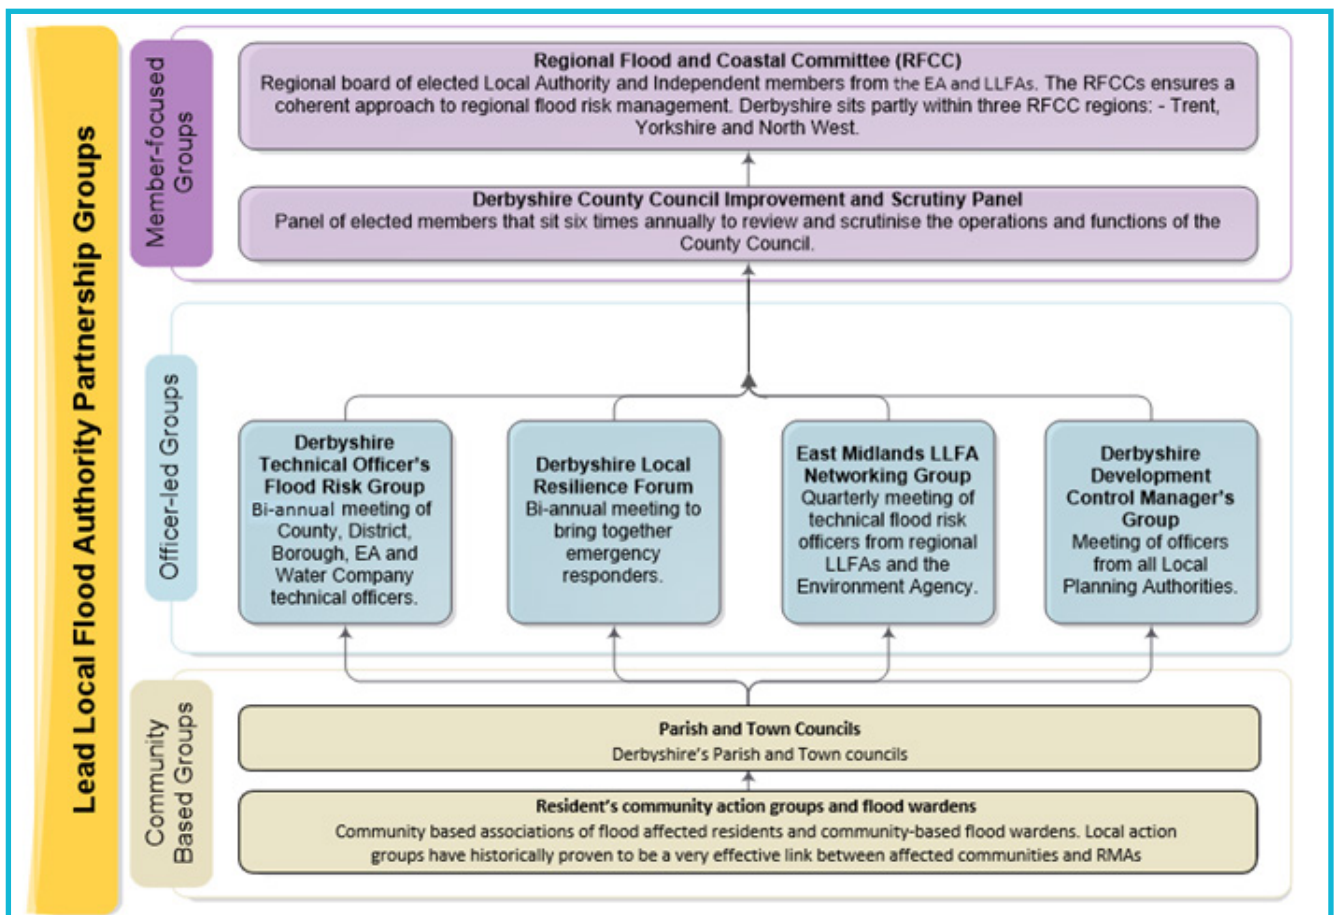 Lead Local Flood Authority Partnership Groups
Member-focused
Groups
Regional Flood and Coastal Committee (RFCC)
Regional board of elected Local Authority and Independent members from the EA and LLFAs. The RFCCs ensures a
coherent approach to regional flood risk management. Derbyshire sits partly within three RFCC regions: - Trent,
Yorkshire and North West.
Derbyshire County Council Improvement and Scrutiny Panel
Panel of elected members that sit six times annually to review and scrutinise the operations and functions of the
County Council.
Officer-led Groups
Derbyshire
Technical Officer's
Flood Risk Group
Bi-annual meeting of
County, District,
Borough, EA and
Water Company
technical officers.
Derbyshire Local
Resilience Forum
Bi-annual meeting to
bring together
emergency
responders.
East Midlands LLFA
Networking Group
Quarterly meeting of
technical flood risk
officers from regional
LLFAs and the
Environment Agency.
Derbyshire
Development
Control Manager's
Group
Meeting of officers
from all Local
Planning Authorities.
Community
Based Groups
Parish and Town Councils
Derbyshire's Parish and Town councils
Resident's community action groups and flood wardens
Community based associations of flood affected residents and community-based flood wardens. Local action
groups have historically proven to be a very effective link between affected communities and RMAs